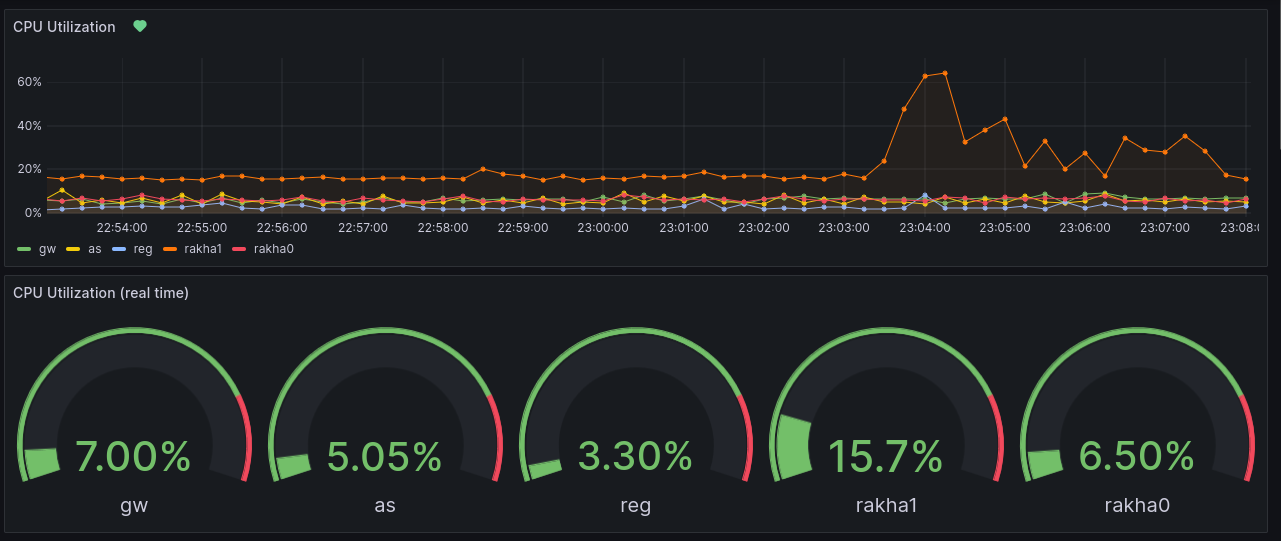 CPU Utilization
60%
40%
20%
0%
22:54:00 22:55:00 22:56:00 22:57:00 22:58:00 22:59:00 23:00:00 23:01:00 23:02:00 23:03:00 23:04:00 23:05:00 23:06:00 23:07:00 23:08:
gw as reg rakha1 rakha0
CPU Utilization (real time)
7.00% 5.05% 3.30% 15.7% 6.50%
gw as reg rakha1 rakha0